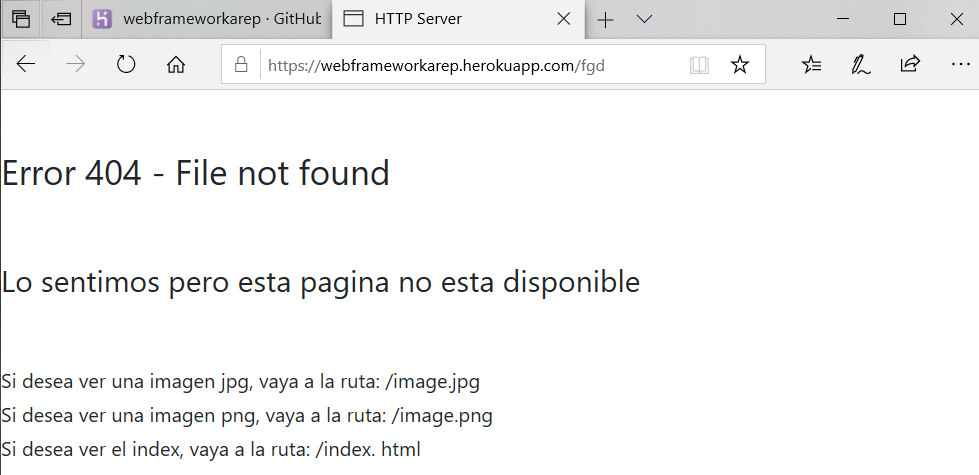 webframeworkarep · GitHub
HTTP Server
https://webframeworkarep.herokuapp.com/fgd
Error 404 - File not found
Lo sentimos pero esta pagina no esta disponible
Si desea ver una imagen jpg, vaya a la ruta: /image.jpg
Si desea ver una imagen png, vaya a la ruta: /image.png
Si desea ver el index, vaya a la ruta: /index. html